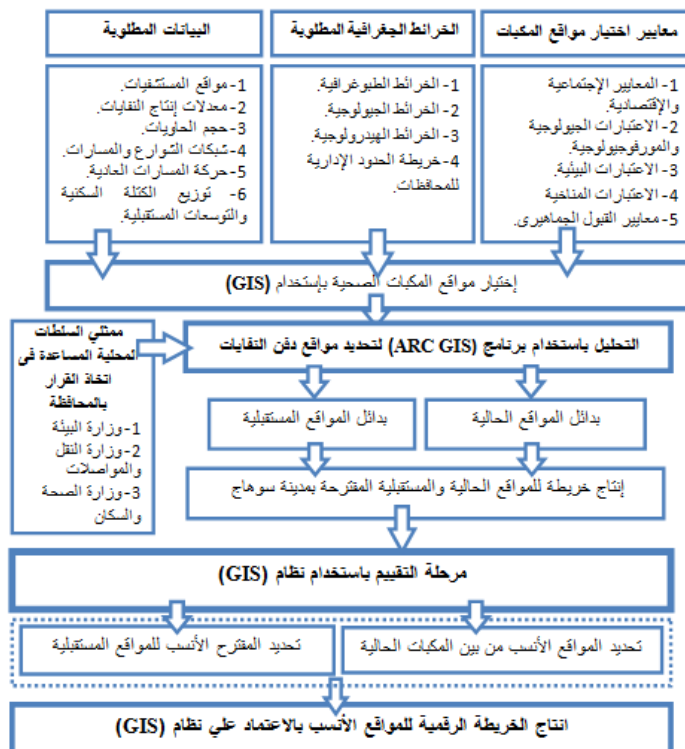 معايير اختيار مواقع المكبات
1- المعايير الإجتماعية
والإقتصادية.
2- الاعتبارات الجيولوجية
والمورفوجيولوجية.
3- الاعتبارات البيئية.
4- الاعتبارات المناخية
5- معايير القبول الجماهيرى.
الخرائط الجغرافية المطلوبة
1- الخرائط الطبوغرافية.
2- الخرائط الجيولوجية.
3- الخرائط الهيدرولوجية.
4- خريطة الحدود الإدارية
للمحافظات.
البيانات المطلوبة
1- مواقع المستشفيات.
2- معدلات إنتاج النفايات.
3- حجم الحاويات.
4- شبكات الشوارع والمسارات.
5- حركة المسارات العادية.
6- توزيع الكتلة السكنية
والتوسعات المستقبلية.
إختيار مواقع المكبات الصحية بإستخدام (GIS)
التحليل باستخدام برنامج (ARC GIS) لتحديد مواقع دفن النفايات
ممثلي السلطات
المحلية المساعدة فى
اتخاذ القرار
بالمحافظة
1- وزارة البيئة
2- وزارة النقل
والمواصلات
3- وزارة الصحة
والسكان
بدائل المواقع الحالية
بدائل المواقع المستقبلية
إنتاج خريطة للمواقع الحالية والمستقبلية المقترحة بمدينة سوهاج
مرحلة التقييم باستخدام نظام (GIS)
تحديد المواقع الأنسب من بين المكبات الحالية
تحديد المقترح الأنسب للمواقع المستقبلية
انتاج الخريطة الرقمية للمواقع الأنسب بالاعتماد علي نظام (GIS)